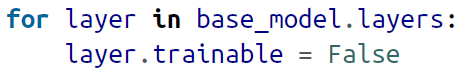 for layer in base_model.layers:
    layer.trainable = False